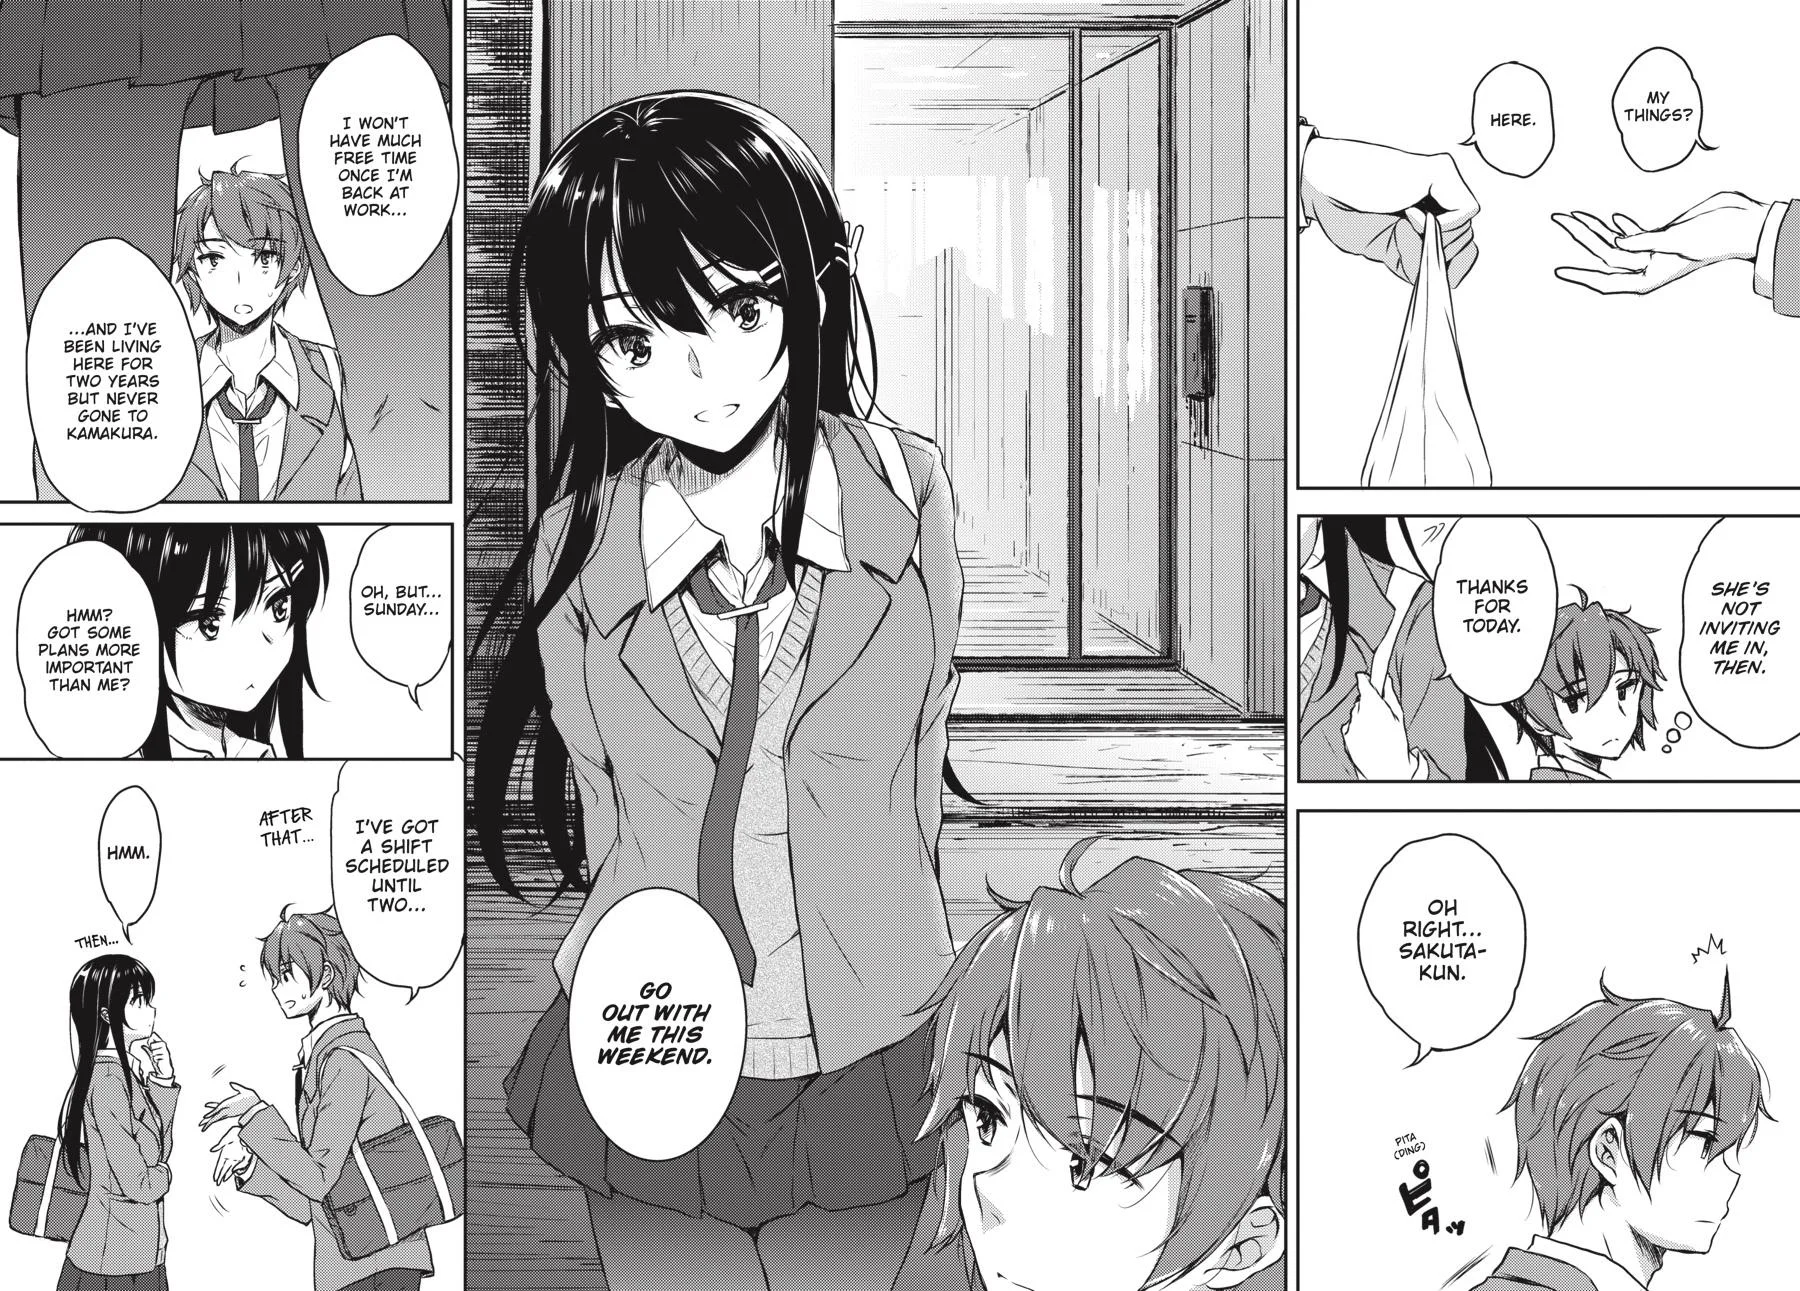 MY
THINGS?
HERE.
SHE'S
NOT
INVITING
ME IN,
THEN.
THANKS
FOR
TODAY.
OH
RIGHT...
SAKUTA-
KUN.
PITA
(DING)
ピタッ
GO
OUT WITH
ME THIS
WEEKEND.
I WON'T
HAVE MUCH
FREE TIME
ONCE I'M
BACK AT
WORK...
...AND I'VE
BEEN LIVING
HERE FOR
TWO YEARS
BUT NEVER
GONE TO
KAMAKURA.
OH, BUT...
SUNDAY...
HMM?
GOT SOME
PLANS MORE
IMPORTANT
THAN ME?
I'VE GOT
A SHIFT
SCHEDULED
UNTIL
TWO...
AFTER
THAT...
HMM.
THEN...